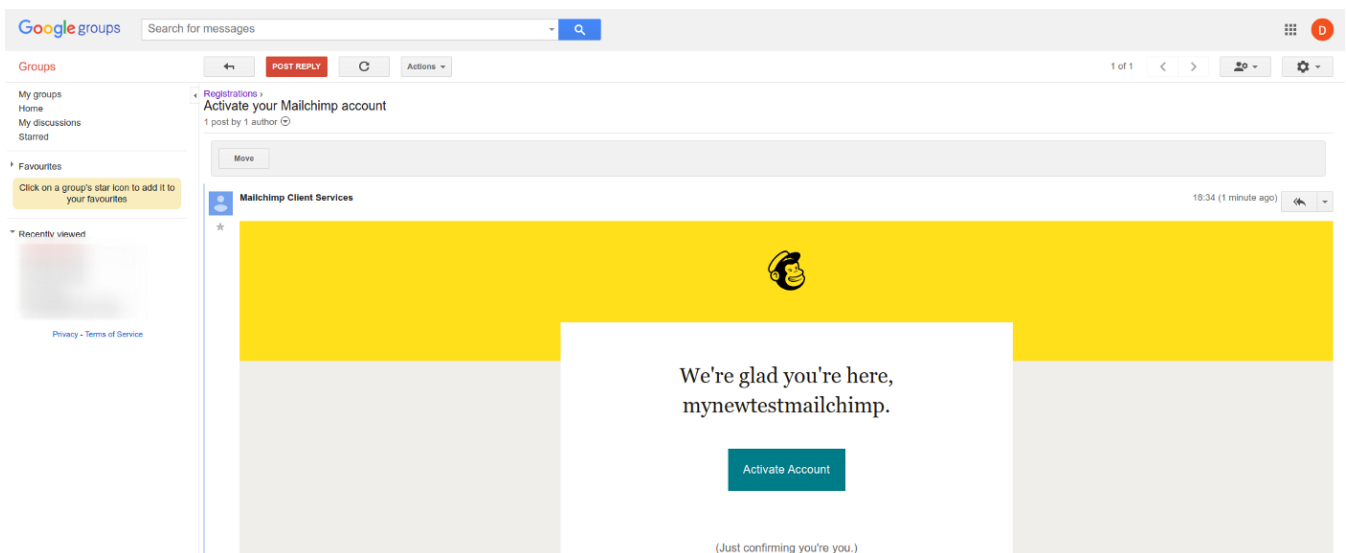 Google groups
Search for messages
D
Groups
POST REPLY
Actions
1 of 1
My groups
Home
My discussions
Starred
Favourites
Click on a group's star icon to add it to
your favourites
Recently viewed
Privacy - Terms of Service
Registrations ›
Activate your Mailchimp account
1 post by 1 author
Move
Mailchimp Client Services
18:34 (1 minute ago)
We're glad you're here,
mynewtestmailchimp.
Activate Account
(Just confirming you're you.)